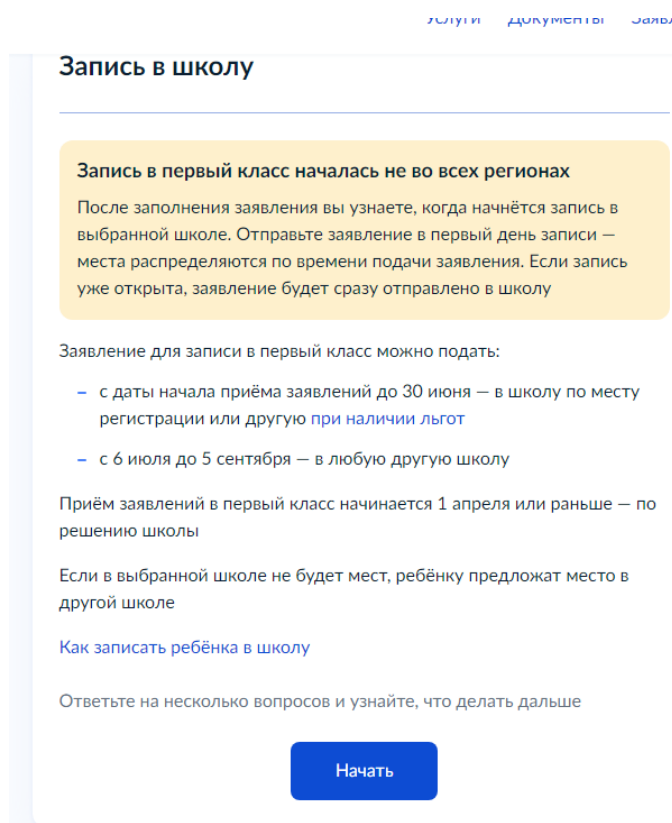 Услуги Документы
Запись в школу
Запись в первый класс началась не во всех регионах
После заполнения заявления вы узнаете, когда начнётся запись в
выбранной школе. Отправьте заявление в первый день записи —
места распределяются по времени подачи заявления. Если запись
уже открыта, заявление будет сразу отправлено в школу
Заявление для записи в первый класс можно подать:
– с даты начала приёма заявлений до 30 июня — в школу по месту
регистрации или другую при наличии льгот
– с 6 июля до 5 сентября — в любую другую школу
Приём заявлений в первый класс начинается 1 апреля или раньше — по
решению школы
Если в выбранной школе не будет мест, ребёнку предложат место в
другой школе
Как записать ребёнка в школу
Ответьте на несколько вопросов и узнайте, что делать дальше
Начать